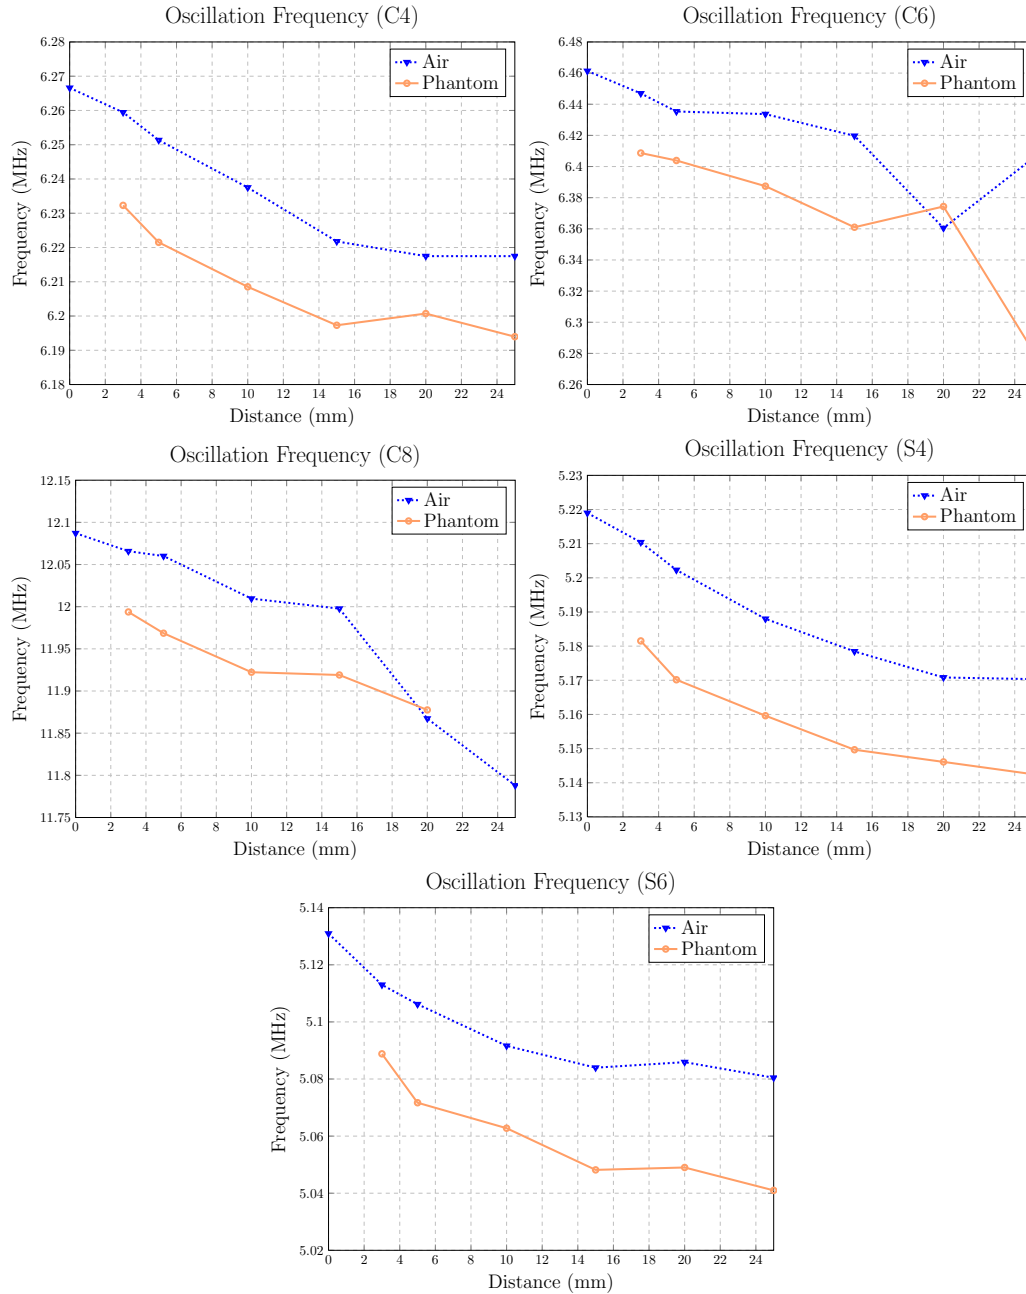 Oscillation Frequency (C4)
6.28
6.27
6.26
6.25
6.24
6.23
6.22
6.21
6.2
6.19
6.18
Frequency (MHz)
Air
Phantom
0 2 4 6 8 10 12 14 16 18 20 22 24
Distance (mm)
Oscillation Frequency (C6)
6.48
6.46
6.44
6.42
6.4
6.38
6.36
6.34
6.32
6.3
6.28
6.26
Frequency (MHz)
Air
Phantom
0 2 4 6 8 10 12 14 16 18 20 22 24
Distance (mm)
Oscillation Frequency (C8)
12.15
12.1
12.05
12
11.95
11.9
11.85
11.8
11.75
Frequency (MHz)
Air
Phantom
0 2 4 6 8 10 12 14 16 18 20 22 24
Distance (mm)
Oscillation Frequency (S4)
5.23
5.22
5.21
5.2
5.19
5.18
5.17
5.16
5.15
5.14
5.13
Frequency (MHz)
Air
Phantom
0 2 4 6 8 10 12 14 16 18 20 22 24
Distance (mm)
Oscillation Frequency (S6)
5.14
5.12
5.1
5.08
5.06
5.04
5.02
Frequency (MHz)
Air
Phantom
0 2 4 6 8 10 12 14 16 18 20 22 24
Distance (mm)